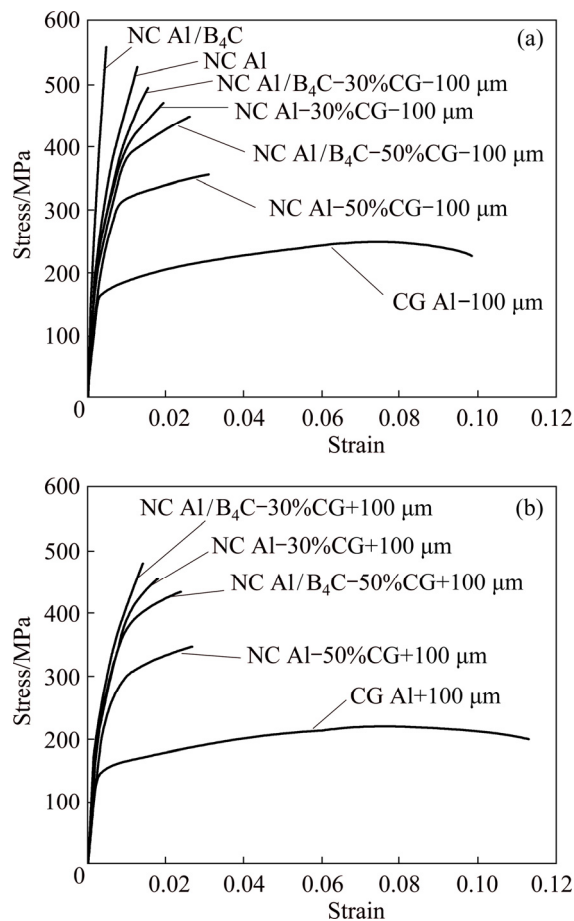 600
(a)
NC Al/B₄C
NC Al
500
NC Al/B₄C−30%CG−100 μm
NC Al−30%CG−100 μm
400
NC Al/B₄C−50%CG−100 μm
Stress/MPa
300
NC Al−50%CG−100 μm
200
CG Al−100 μm
100
0
0.02 0.04 0.06 0.08 0.10 0.12
Strain
600
(b)
NC Al/B₄C−30%CG+100 μm
NC Al−30%CG+100 μm
500
NC Al/B₄C−50%CG+100 μm
400
Stress/MPa
NC Al−50%CG+100 μm
300
CG Al+100 μm
200
100
0
0.02 0.04 0.06 0.08 0.10 0.12
Strain